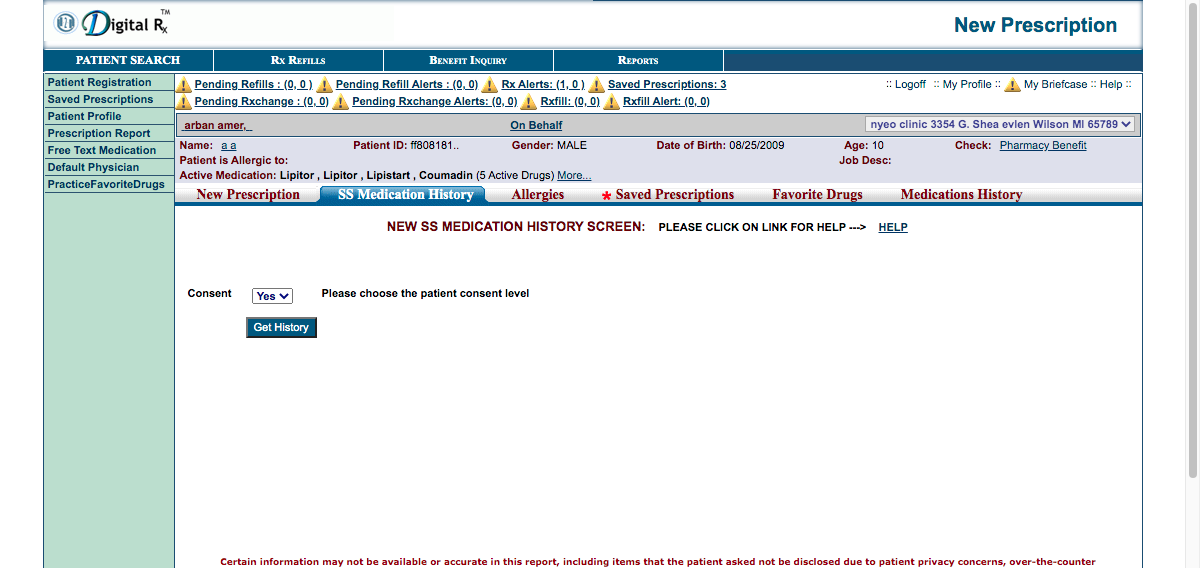 Digital Rx TM
New Prescription
PATIENT SEARCH RX REFILLS BENEFIT INQUIRY REPORTS
Patient Registration
Saved Prescriptions
Patient Profile
Prescription Report
Free Text Medication
Default Physician
PracticeFavoriteDrugs
Pending Refills : (0, 0 ) Pending Refill Alerts : (0, 0) Rx Alerts: (1, 0 ) Saved Prescriptions: 3 :: Logoff :: My Profile :: My Briefcase :: Help ::
Pending Rxchange : (0, 0) Pending Rxchange Alerts: (0, 0) Rxfill: (0, 0) Rxfill Alert: (0, 0)
arban amer, On Behalf nyeo clinic 3354 G. Shea evlen Wilson MI 65789
Name: a a Patient ID: ff808181.. Gender: MALE Date of Birth: 08/25/2009 Age: 10 Check: Pharmacy Benefit
Patient is Allergic to: Job Desc:
Active Medication: Lipitor , Lipitor , Lipistart , Coumadin (5 Active Drugs) More...
New Prescription SS Medication History Allergies * Saved Prescriptions Favorite Drugs Medications History
NEW SS MEDICATION HISTORY SCREEN: PLEASE CLICK ON LINK FOR HELP ---> HELP
Consent Yes Please choose the patient consent level
Get History
Certain information may not be available or accurate in this report, including items that the patient asked not be disclosed due to patient privacy concerns, over-the-counter